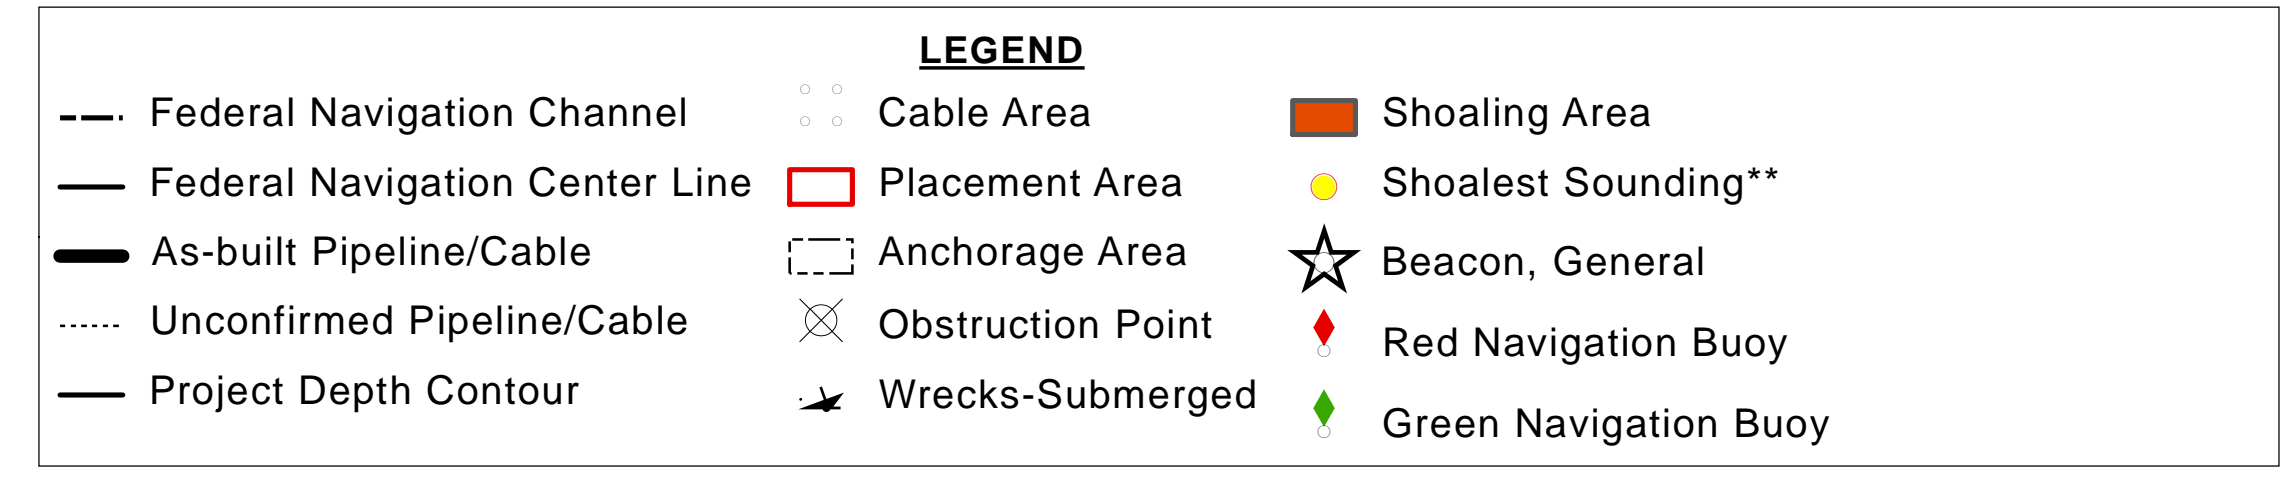 LEGEND
Federal Navigation Channel
Federal Navigation Center Line
As-built Pipeline/Cable
Unconfirmed Pipeline/Cable
Project Depth Contour
Cable Area
Placement Area
Anchorage Area
Obstruction Point
Wrecks-Submerged
Shoaling Area
Shoalest Sounding**
Beacon, General
Red Navigation Buoy
Green Navigation Buoy